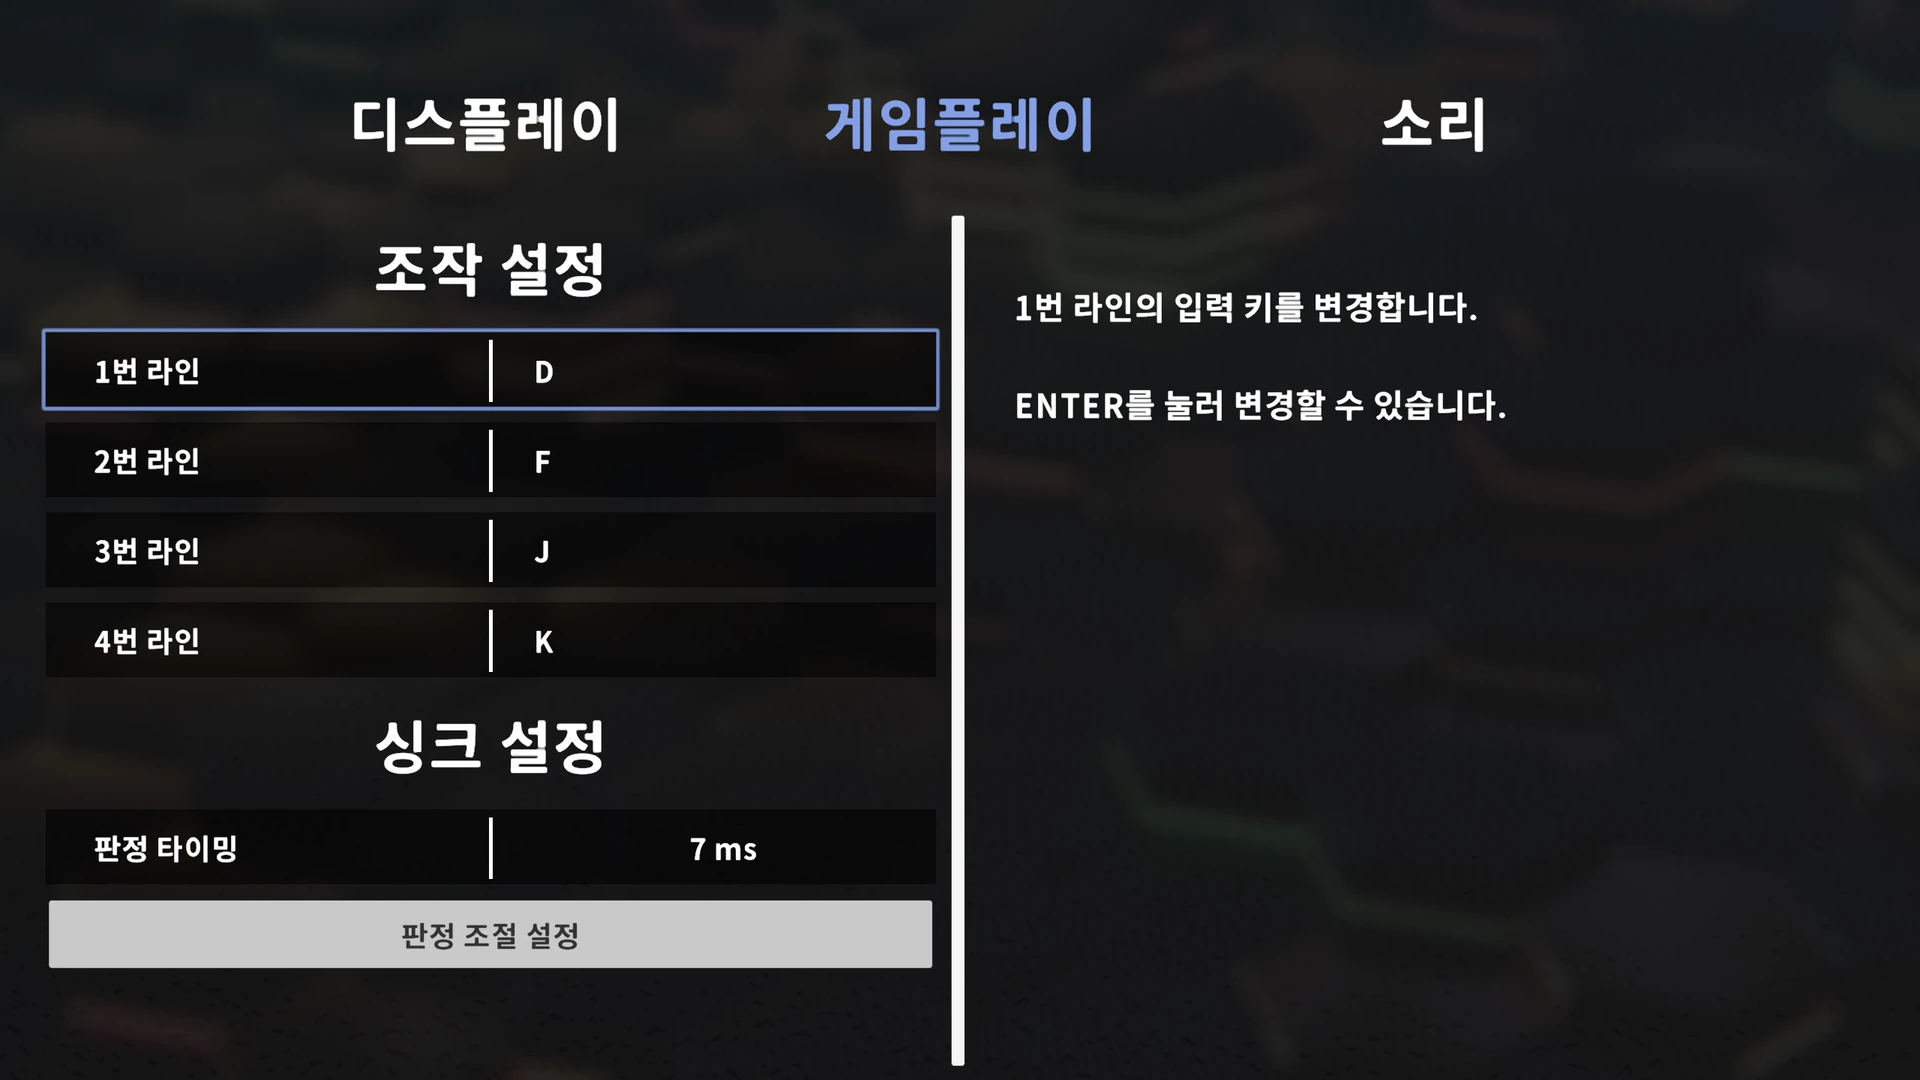 디스플레이 게임플레이 소리
조작 설정
1번 라인 D
2번 라인 F
3번 라인 J
4번 라인 K
싱크 설정
판정 타이밍 7 ms
판정 조절 설정
1번 라인의 입력 키를 변경합니다.
ENTER를 눌러 변경할 수 있습니다.